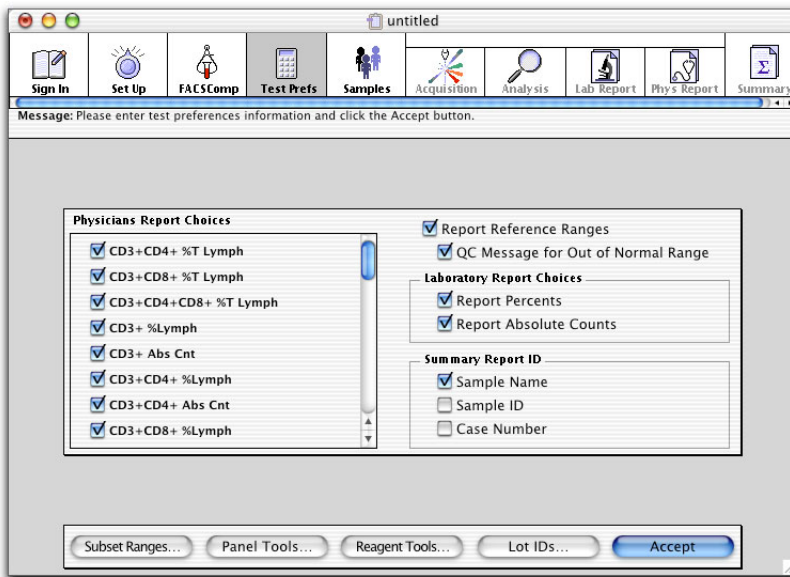 untitled
Sign In Set Up FACSComp Test Prefs Samples Acquisition Analysis Lab Report Phys Report Summary
Message: Please enter test preferences information and click the Accept button.
Physicians Report Choices
CD3+CD4+ %T Lymph
CD3+CD8+ %T Lymph
CD3+CD4+CD8+ %T Lymph
CD3+ %Lymph
CD3+ Abs Cnt
CD3+CD4+ %Lymph
CD3+CD4+ Abs Cnt
CD3+CD8+ %Lymph
Report Reference Ranges
QC Message for Out of Normal Range
Laboratory Report Choices
Report Percents
Report Absolute Counts
Summary Report ID
Sample Name
Sample ID
Case Number
Subset Ranges... Panel Tools... Reagent Tools... Lot IDs... Accept